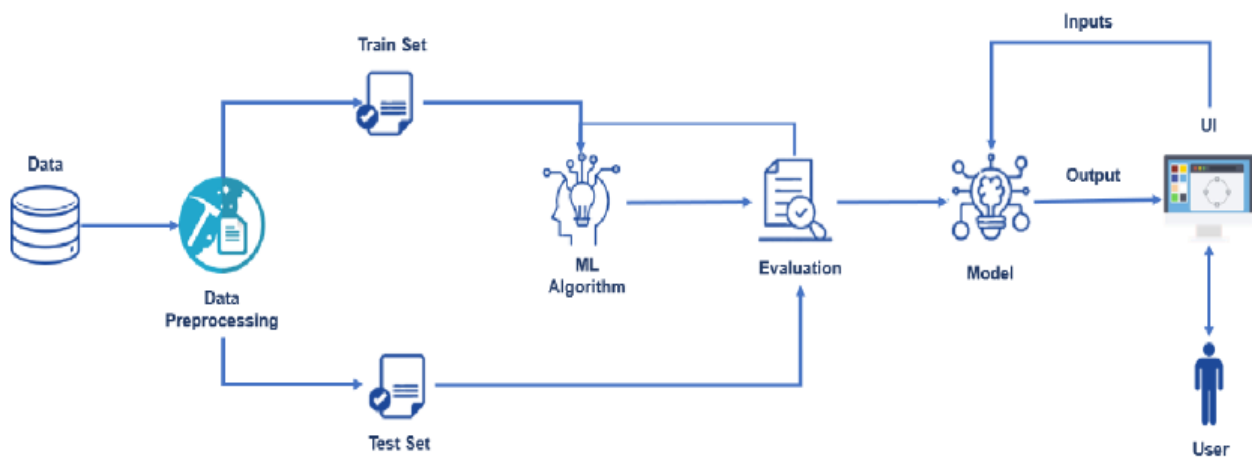 Inputs
Train Set
UI
Data
Output
ML
Algorithm
Evaluation
Model
Data
Preprocessing
Test Set
User